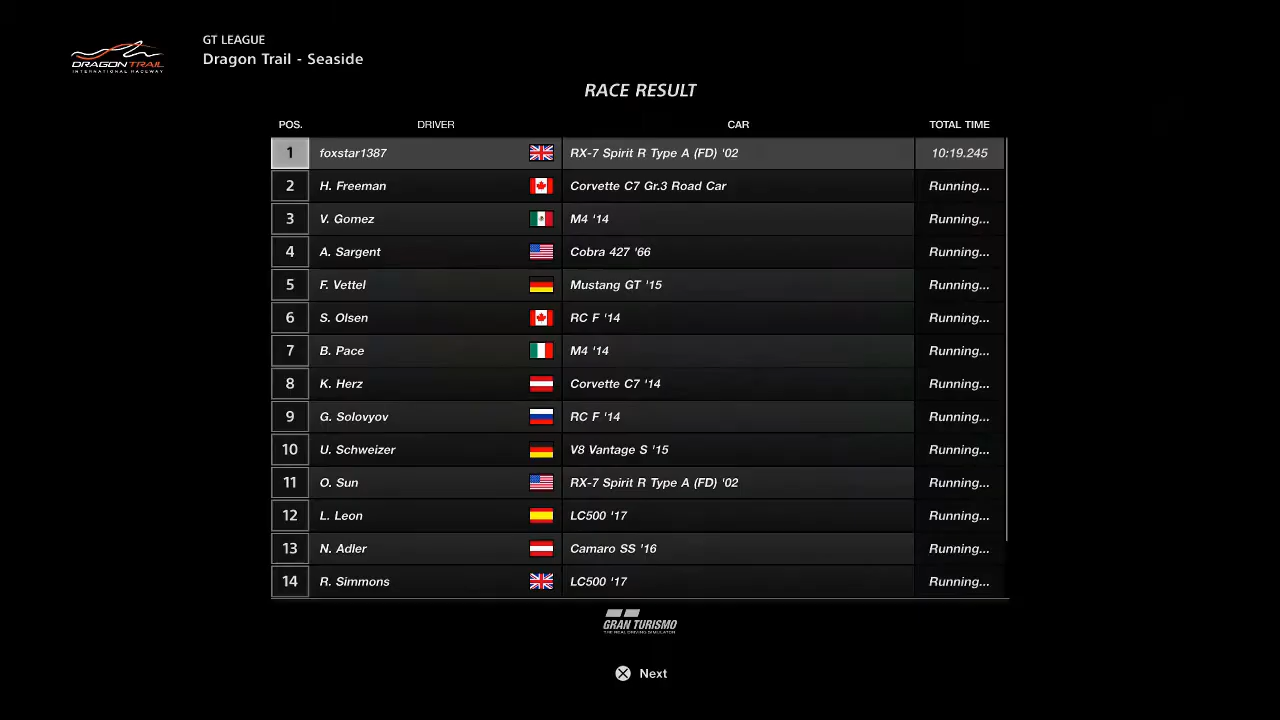 GT LEAGUE
Dragon Trail - Seaside
DRAGON TRAIL
INTERNATIONAL RACEWAY
RACE RESULT
POS. DRIVER CAR TOTAL TIME
1 foxstar1387 RX-7 Spirit R Type A (FD) '02 10:19.245
2 H. Freeman Corvette C7 Gr.3 Road Car Running...
3 V. Gomez M4 '14 Running...
4 A. Sargent Cobra 427 '66 Running...
5 F. Vettel Mustang GT '15 Running...
6 S. Olsen RC F '14 Running...
7 B. Pace M4 '14 Running...
8 K. Herz Corvette C7 '14 Running...
9 G. Solovyov RC F '14 Running...
10 U. Schweizer V8 Vantage S '15 Running...
11 O. Sun RX-7 Spirit R Type A (FD) '02 Running...
12 L. Leon LC500 '17 Running...
13 N. Adler Camaro SS '16 Running...
14 R. Simmons LC500 '17 Running...
GRAN TURISMO
THE REAL DRIVING SIMULATOR
Next